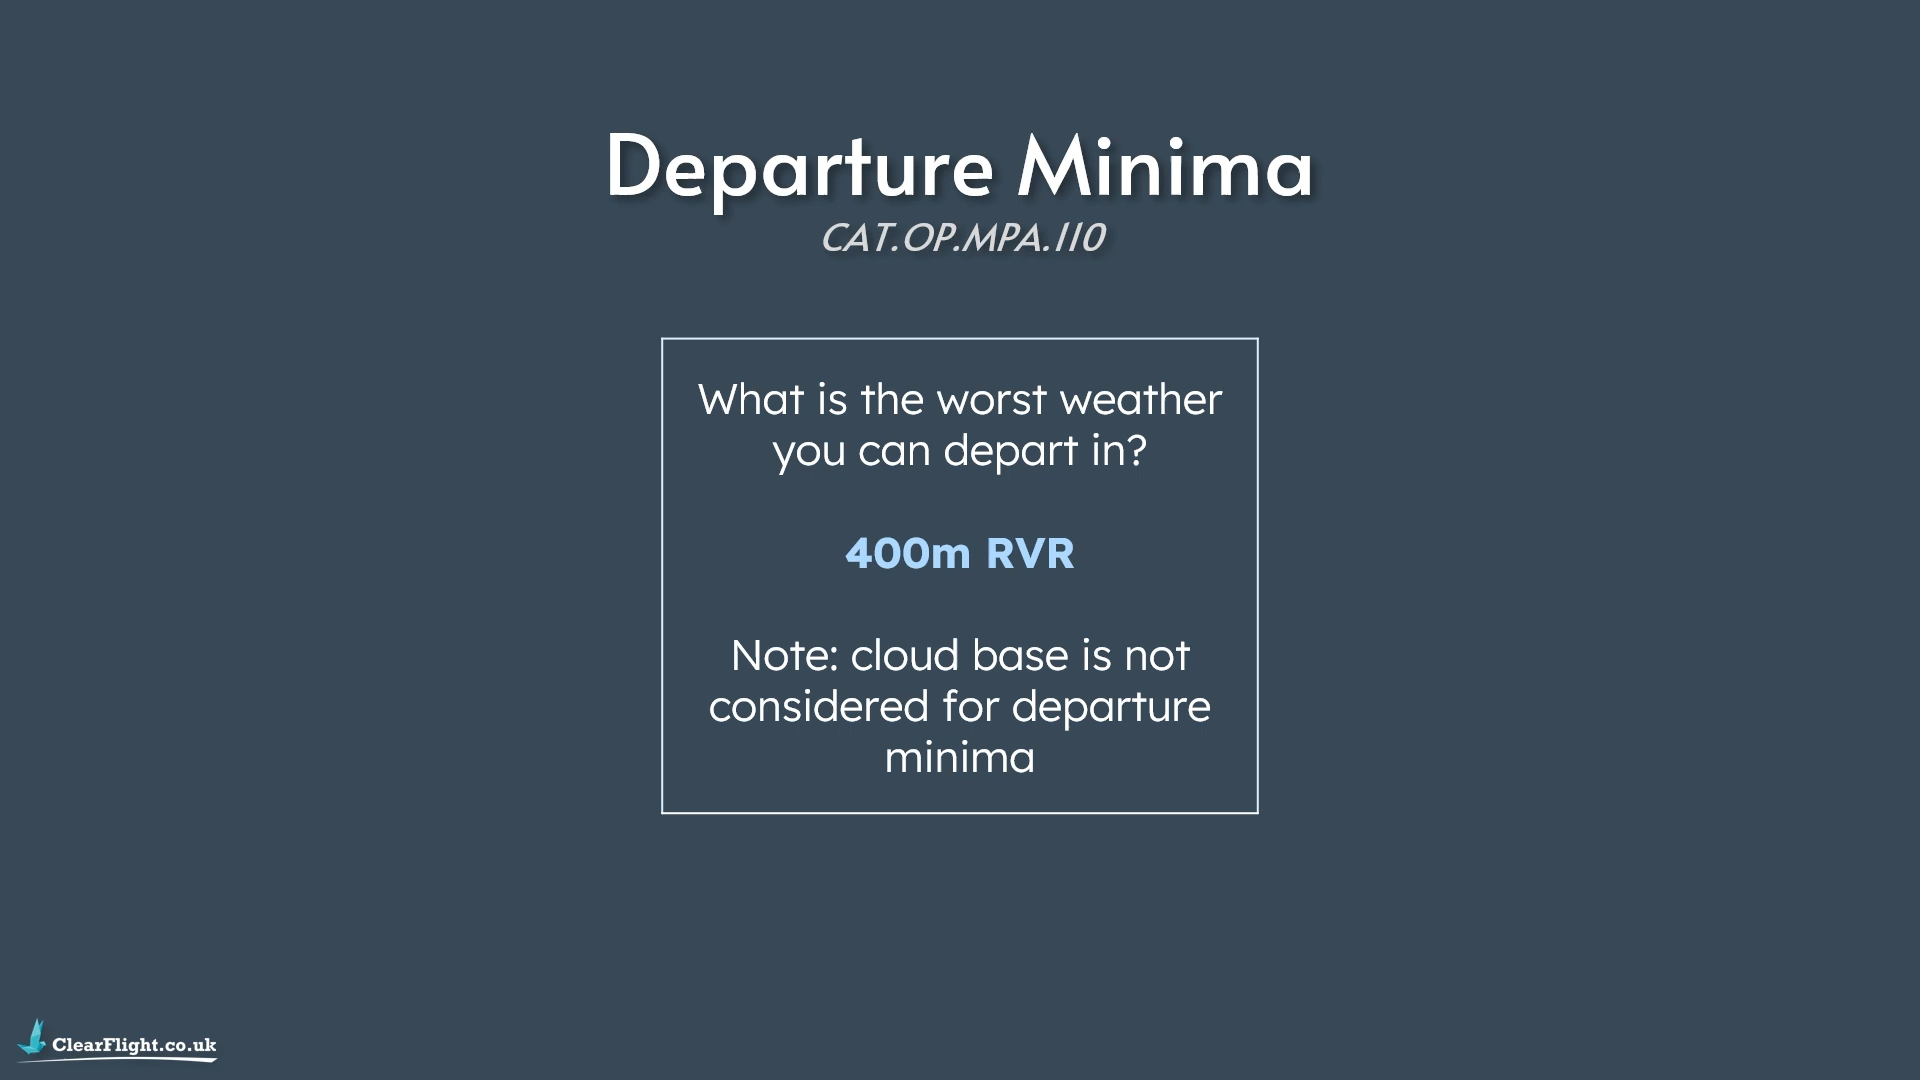 Departure Minima
CAT.OP.MPA.110
What is the worst weather
you can depart in?
400m RVR
Note: cloud base is not
considered for departure
minima
ClearFlight.co.uk